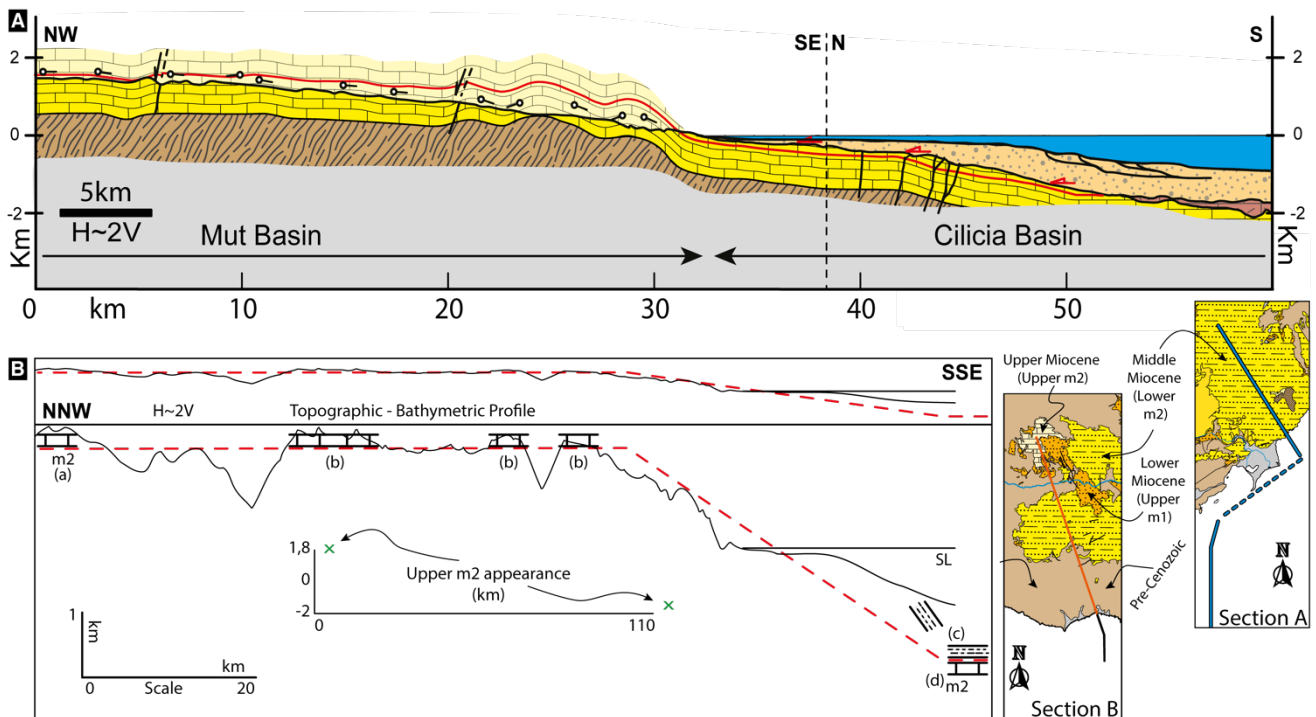 A
NW
SE
N
S
2
0
-2
Km
2
0
-2
Km
5km
H~2V
Mut Basin
Cilicia Basin
0
km
10
20
30
40
50
B
NNW
H~2V
Topographic - Bathymetric Profile
SSE
m2
(a)
(b)
(b)
(b)
SL
1,8
0
-2
Upper m2 appearance
(km)
0
110
1
km
km
0
Scale
20
(c)
(d)
m2
Upper Miocene
(Upper m2)
Middle
Miocene
(Lower
m2)
Lower
Miocene
(Upper
m1)
Pre-Cenozoic
N
Section B
N
Section A